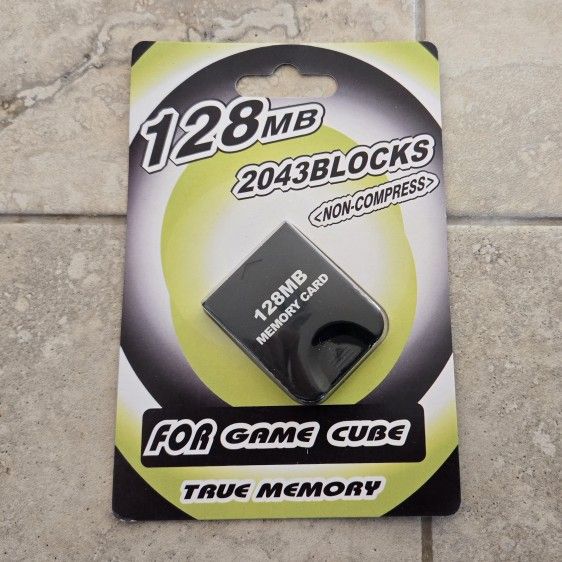 128MB
2043BLOCKS
<NON-COMPRESS>
128MB
MEMORY CARD
FOR GAME CUBE
TRUE MEMORY